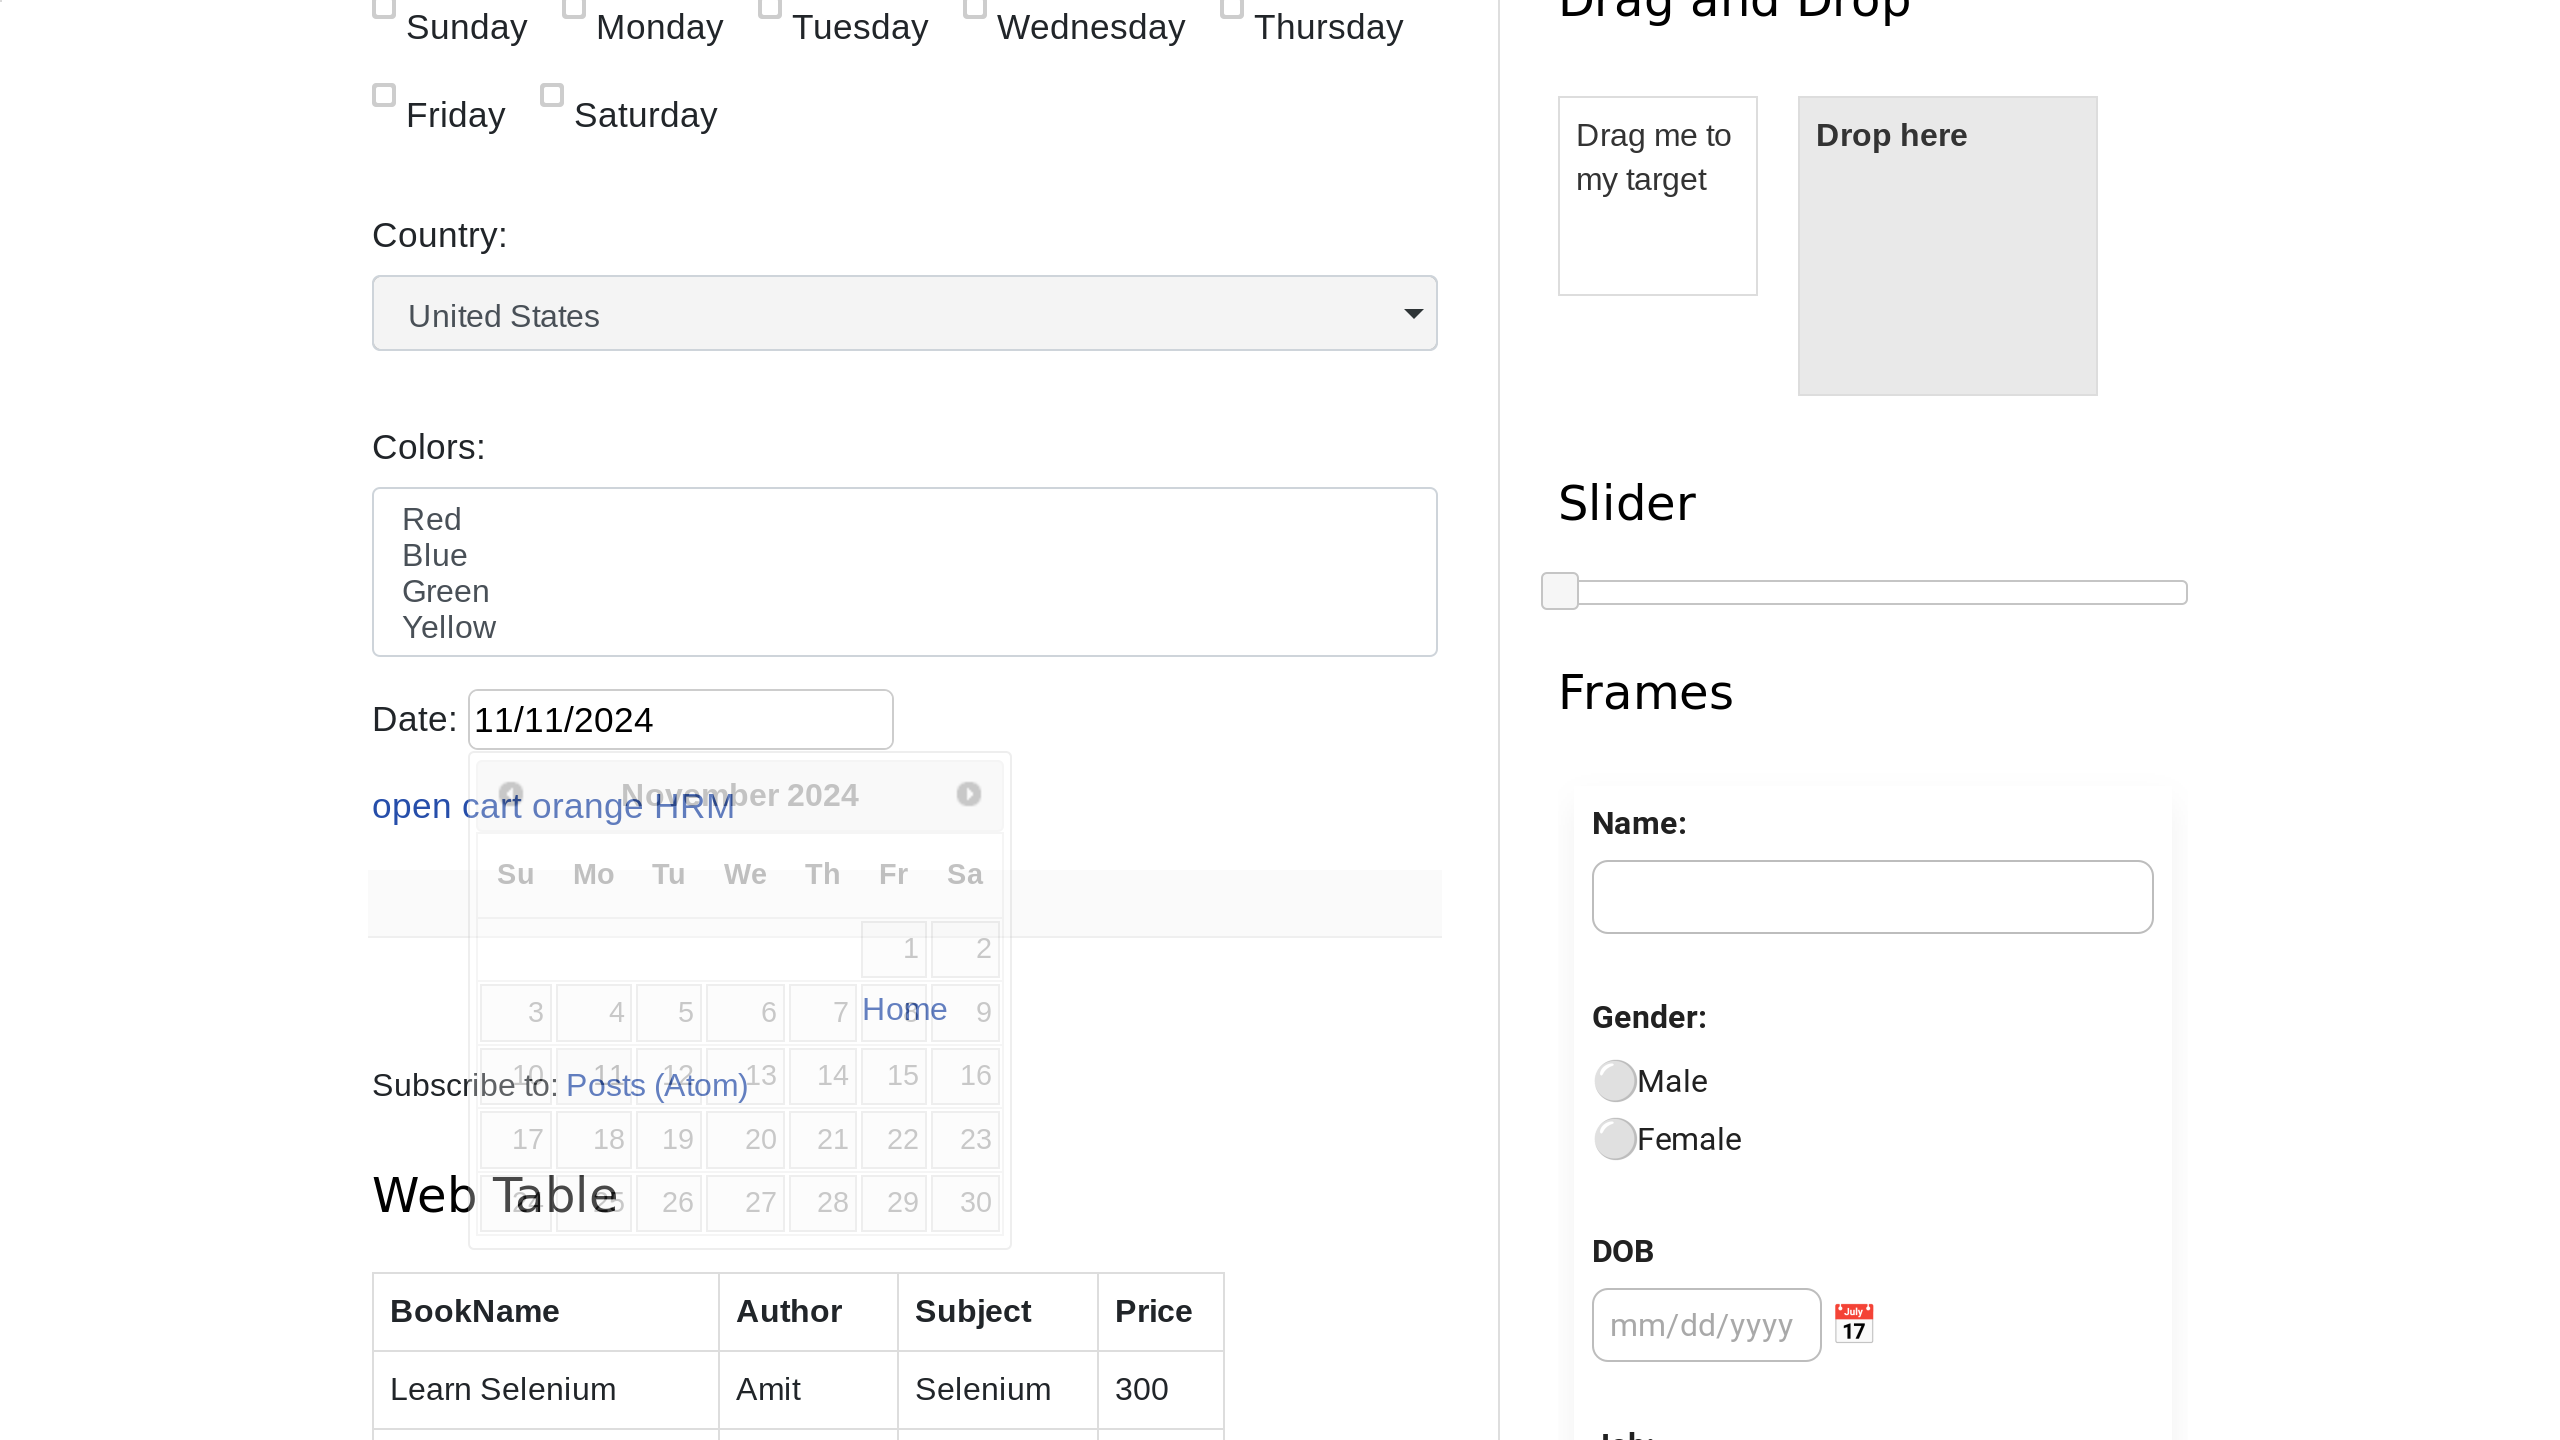 Sunday Monday Tuesday Wednesday Thursday
Friday Saturday
Country:
United States
Colors:
Red
Blue
Green
Yellow
Date: 11/11/2024
November 2024
open cart orange HRM
Su Mo Tu We Th Fr Sa
1 2
3 4 5 6 7 8 9
Home
10 11 12 13 14 15 16
Subscribe to: Posts (Atom)
17 18 19 20 21 22 23
24 25 26 27 28 29 30
Web Table
BookName Author Subject Price
Learn Selenium Amit Selenium 300
Drag and Drop
Drag me to
my target
Drop here
Slider
Frames
Name:
Gender:
Male
Female
DOB
mm/dd/yyyy
July
17